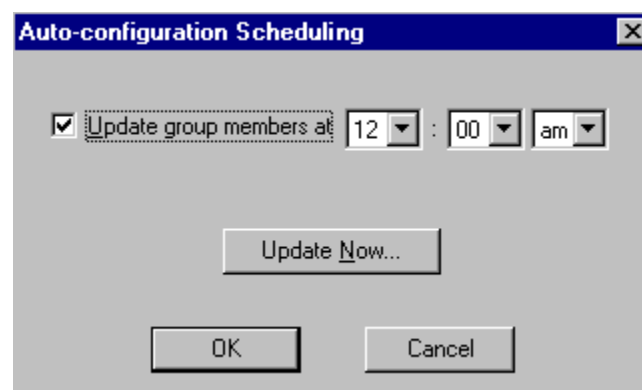 Auto-configuration Scheduling
Update group members at 12 : 00 am
Update Now...
OK Cancel